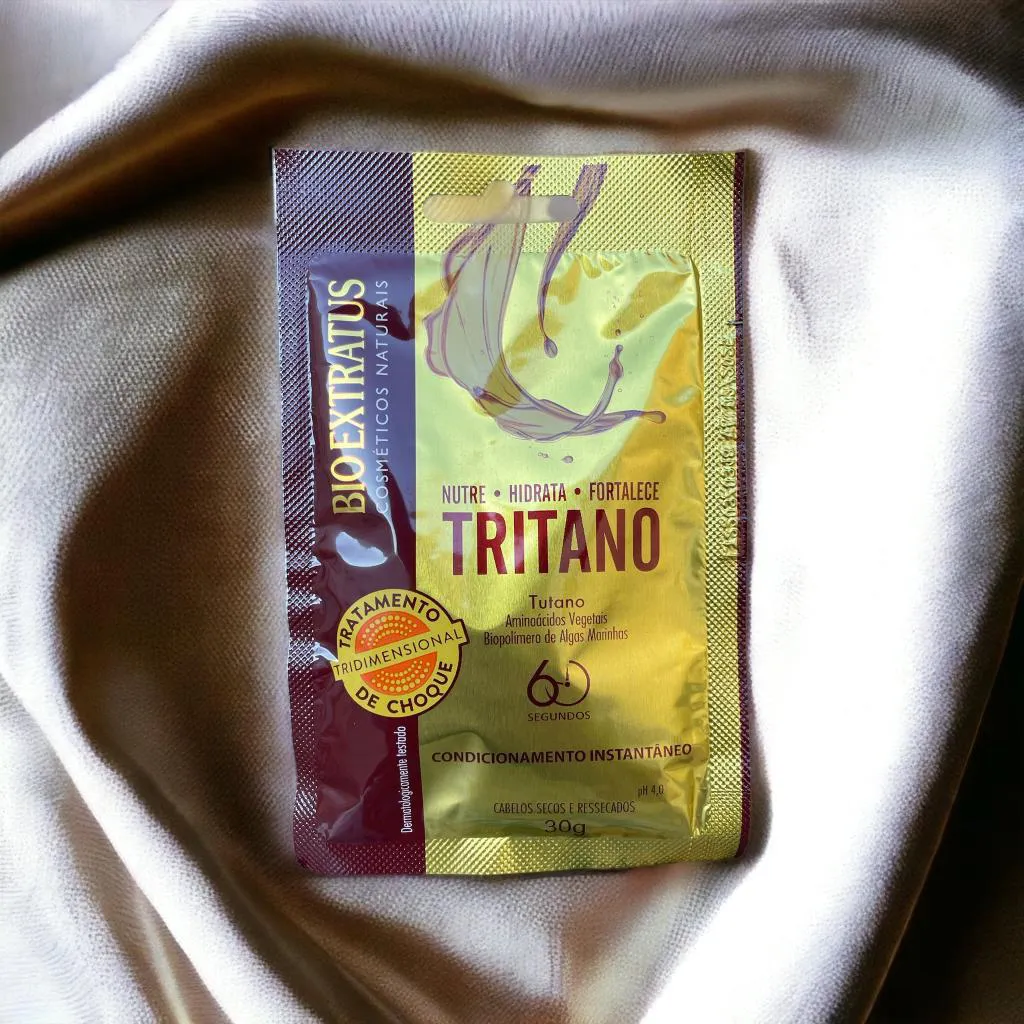 BIO EXTRATUS
COSMÉTICOS NATURAIS
NUTRE • HIDRATA • FORTALECE
TRITANO
Tutano
Aminoácidos Vegetais
Biopolímero de Algas Marinhas
60
SEGUNDOS
TRATAMENTO
TRIDIMENSIONAL
DE CHOQUE
Dermatologicamente testado
CONDICIONAMENTO INSTANTÂNEO
pH 4,0
CABELOS SECOS E RESSECADOS
30g